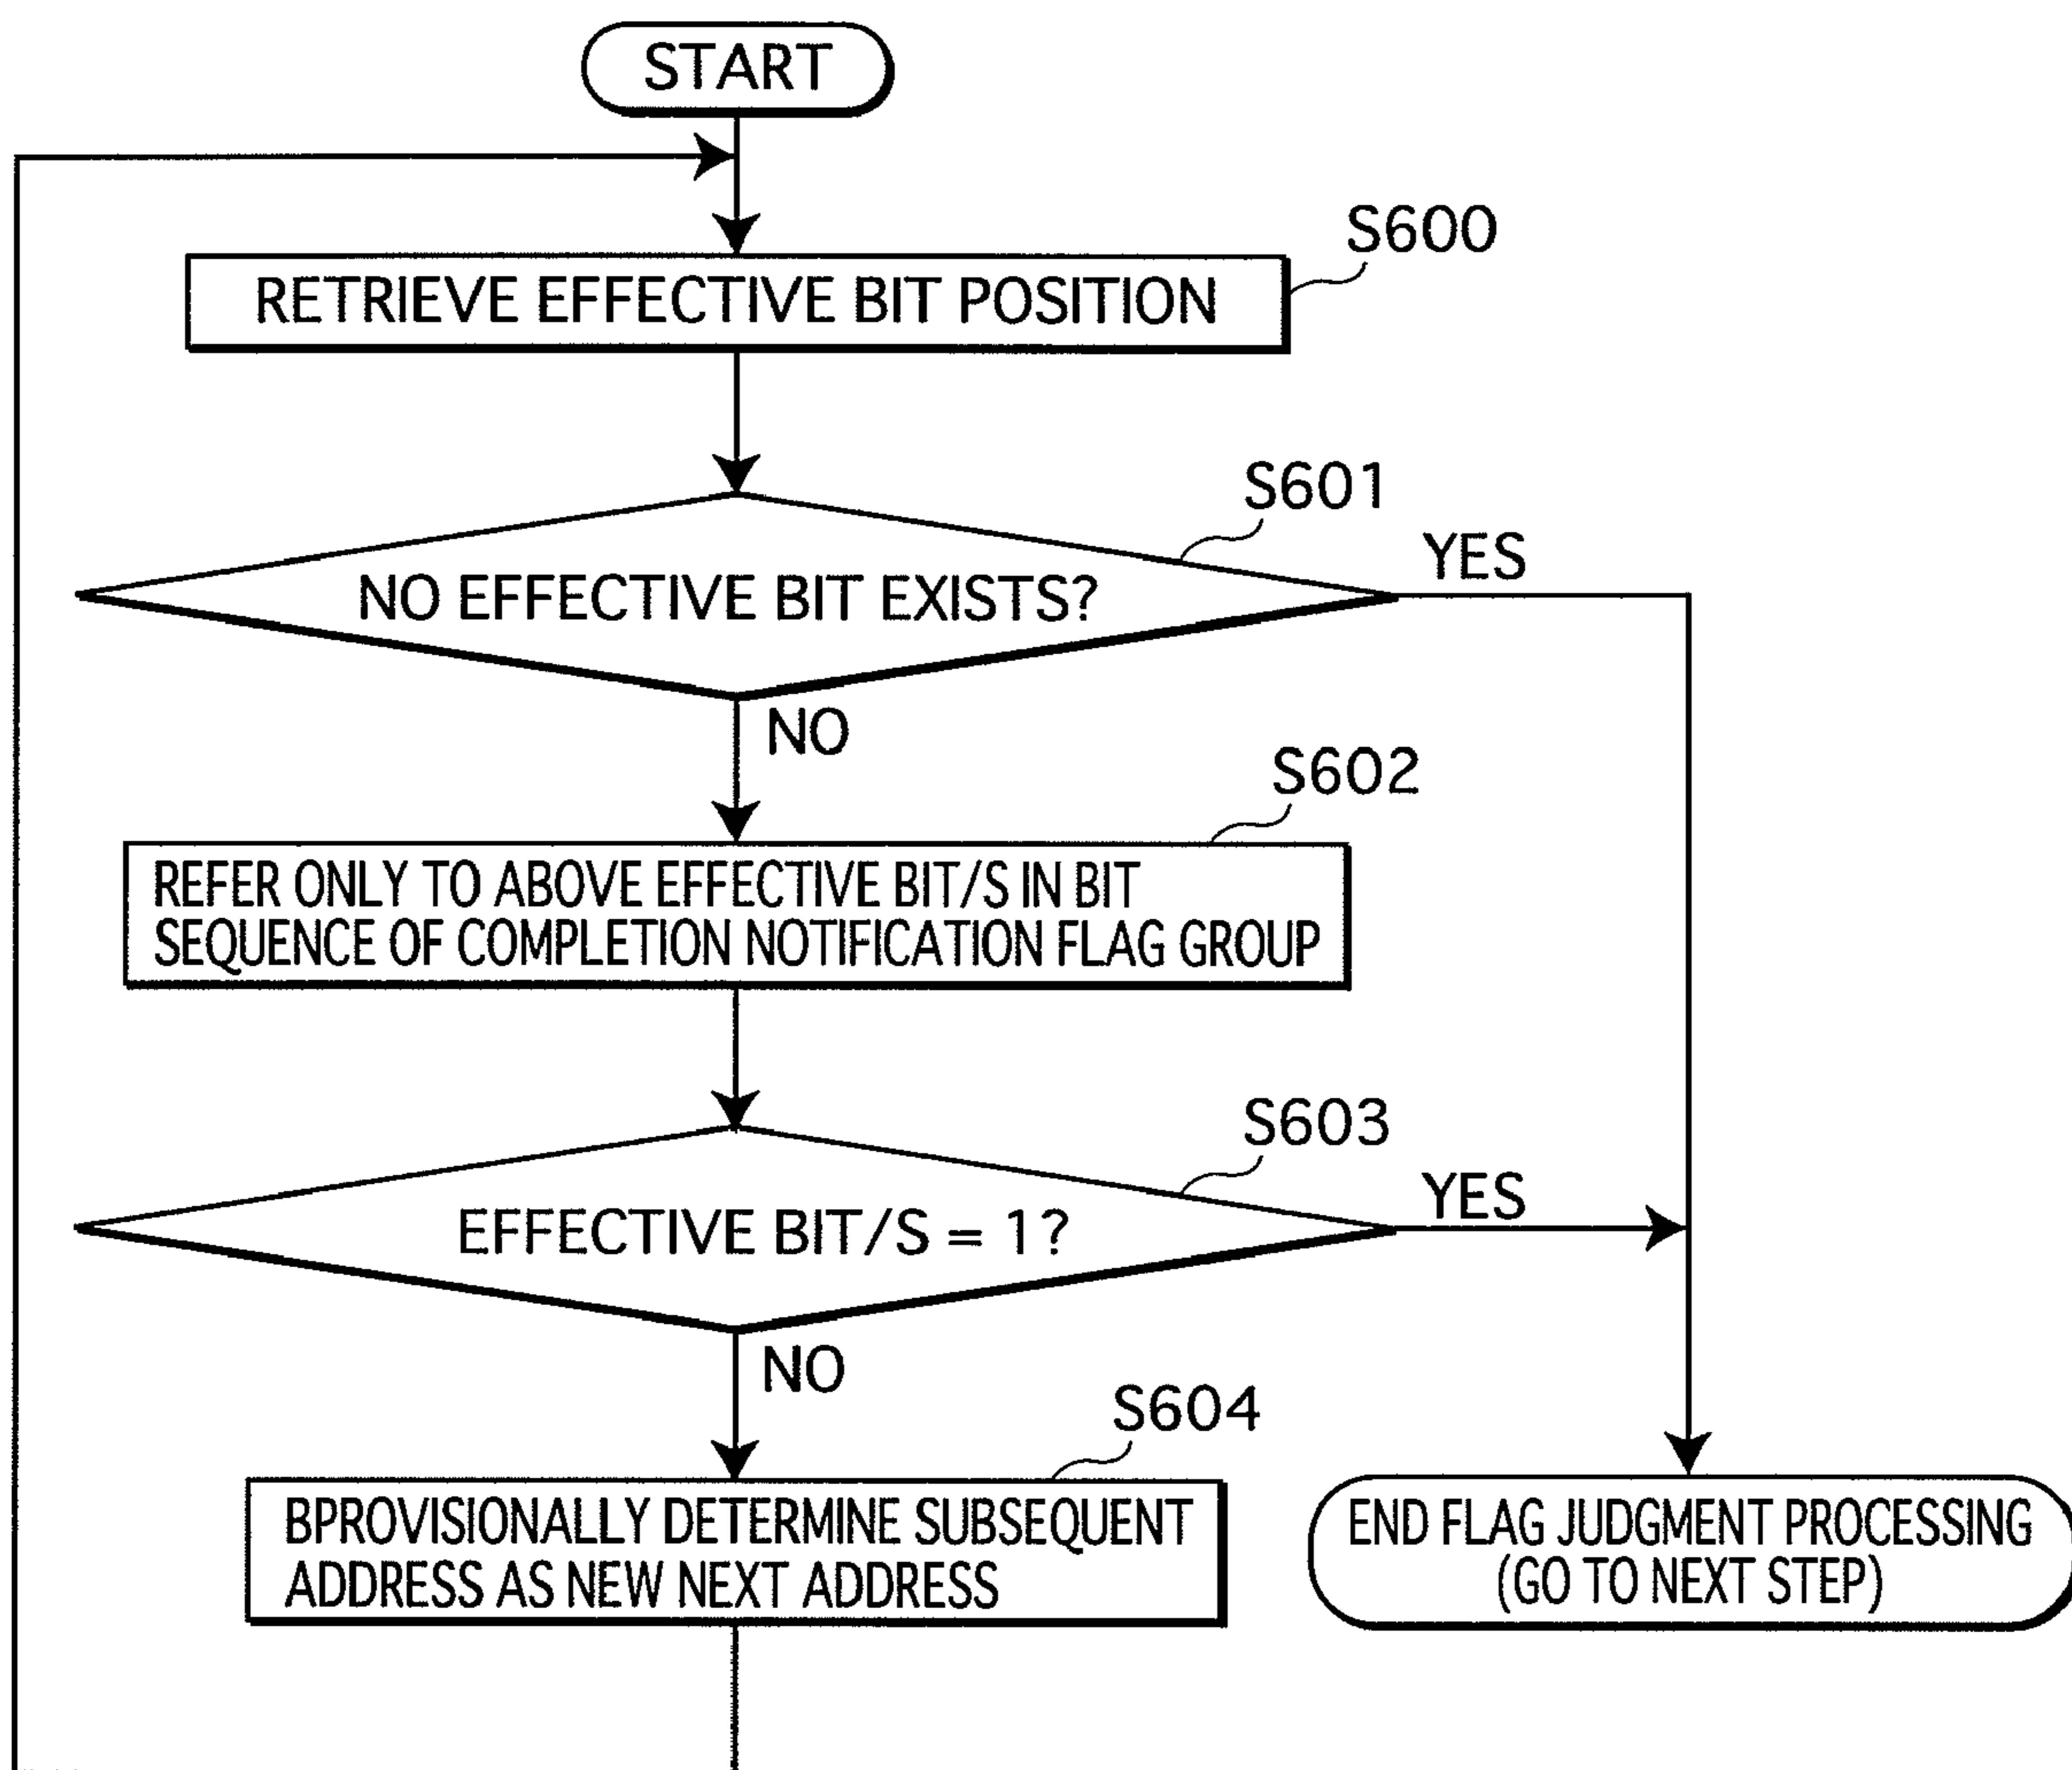 START
S600
RETRIEVE EFFECTIVE BIT POSITION
S601
YES
NO EFFECTIVE BIT EXISTS?
NO
S602
REFER ONLY TO ABOVE EFFECTIVE BIT/S IN BIT
SEQUENCE OF COMPLETION NOTIFICATION FLAG GROUP
S603
YES
EFFECTIVE BIT/S = 1?
NO
S604
BPROVISIONALLY DETERMINE SUBSEQUENT
ADDRESS AS NEW NEXT ADDRESS
END FLAG JUDGMENT PROCESSING
(GO TO NEXT STEP)